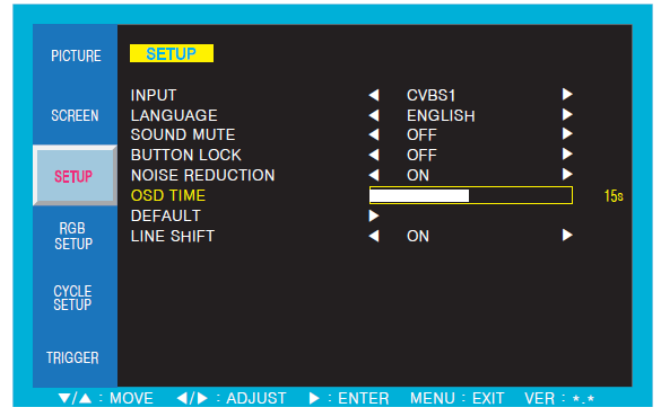 PICTURE
SCREEN
SETUP
RGB
SETUP
CYCLE
SETUP
TRIGGER
SETUP
INPUT ◀ CVBS1 ▶
LANGUAGE ◀ ENGLISH ▶
SOUND MUTE ◀ OFF ▶
BUTTON LOCK ◀ OFF ▶
NOISE REDUCTION ◀ ON ▶
OSD TIME 15s
DEFAULT ▶
LINE SHIFT ◀ ON ▶
▼/▲ : MOVE ◀/▶ : ADJUST ▶ : ENTER MENU : EXIT VER : *.*